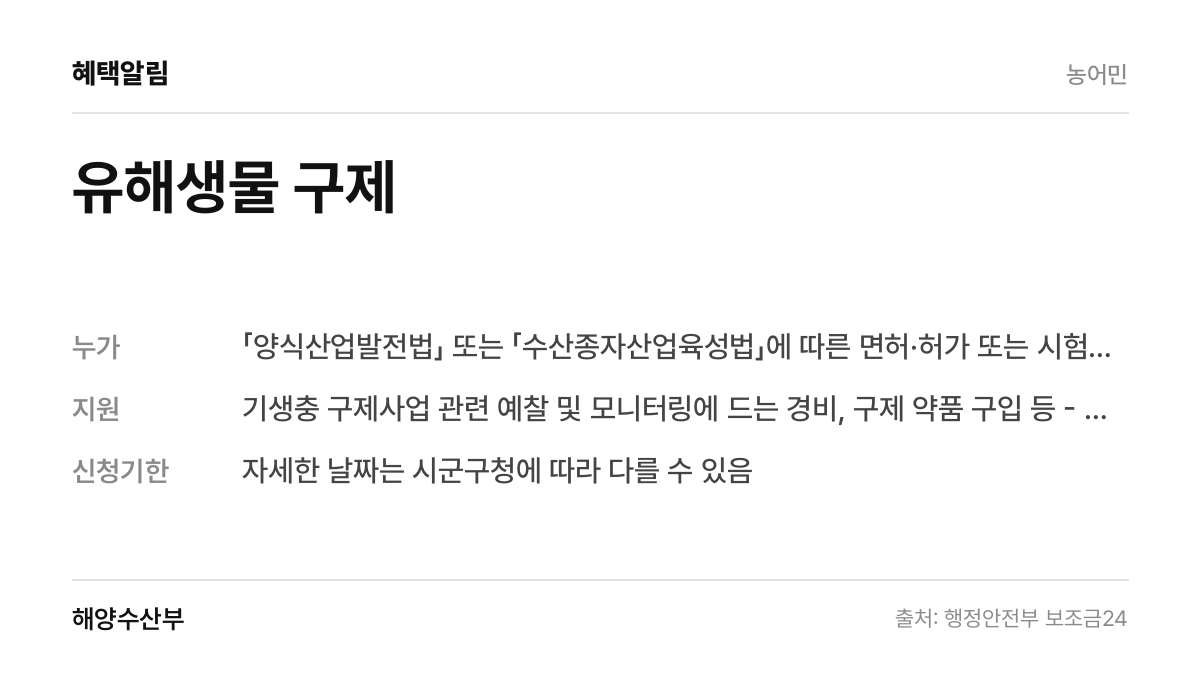 혜택알림
농어민
유해생물 구제
누가
「양식산업발전법」 또는 「수산종자산업육성법」에 따른 면허·허가 또는 시험...
지원
기생충 구제사업 관련 예찰 및 모니터링에 드는 경비, 구제 약품 구입 등 - ...
신청기한
자세한 날짜는 시군구청에 따라 다를 수 있음
해양수산부
출처: 행정안전부 보조금24